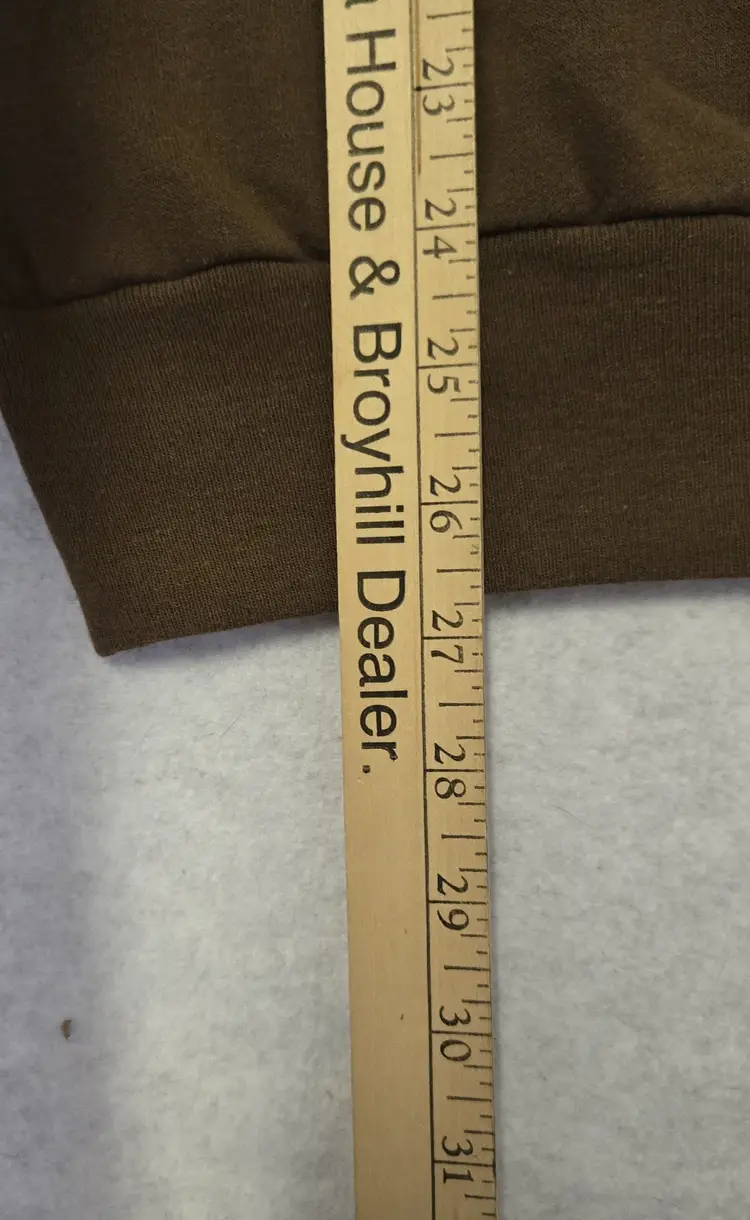 House & Broyhill Dealer.
23 24 25 26 27 28 29 30 31